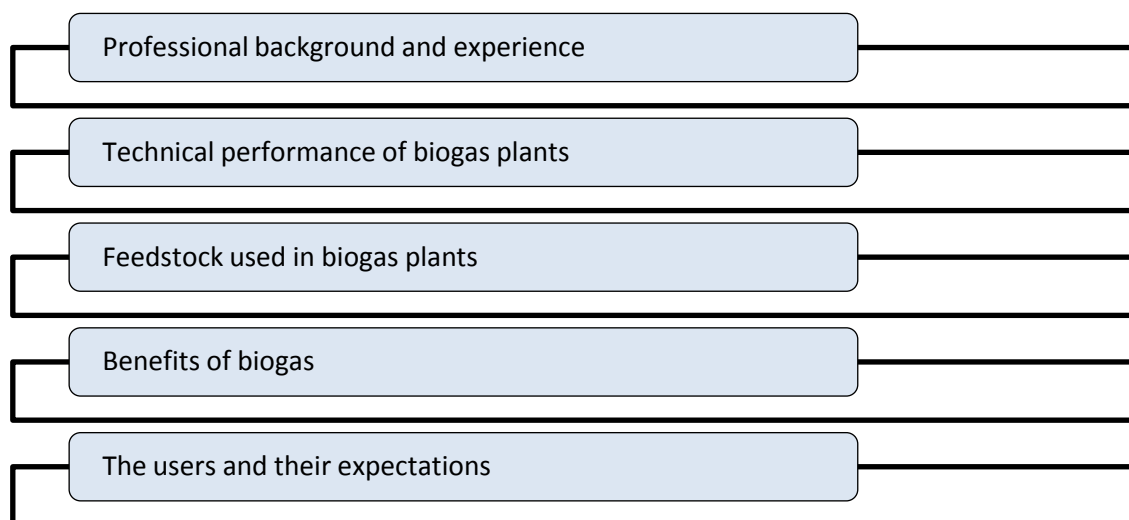 Professional background and experience
Technical performance of biogas plants
Feedstock used in biogas plants
Benefits of biogas
The users and their expectations